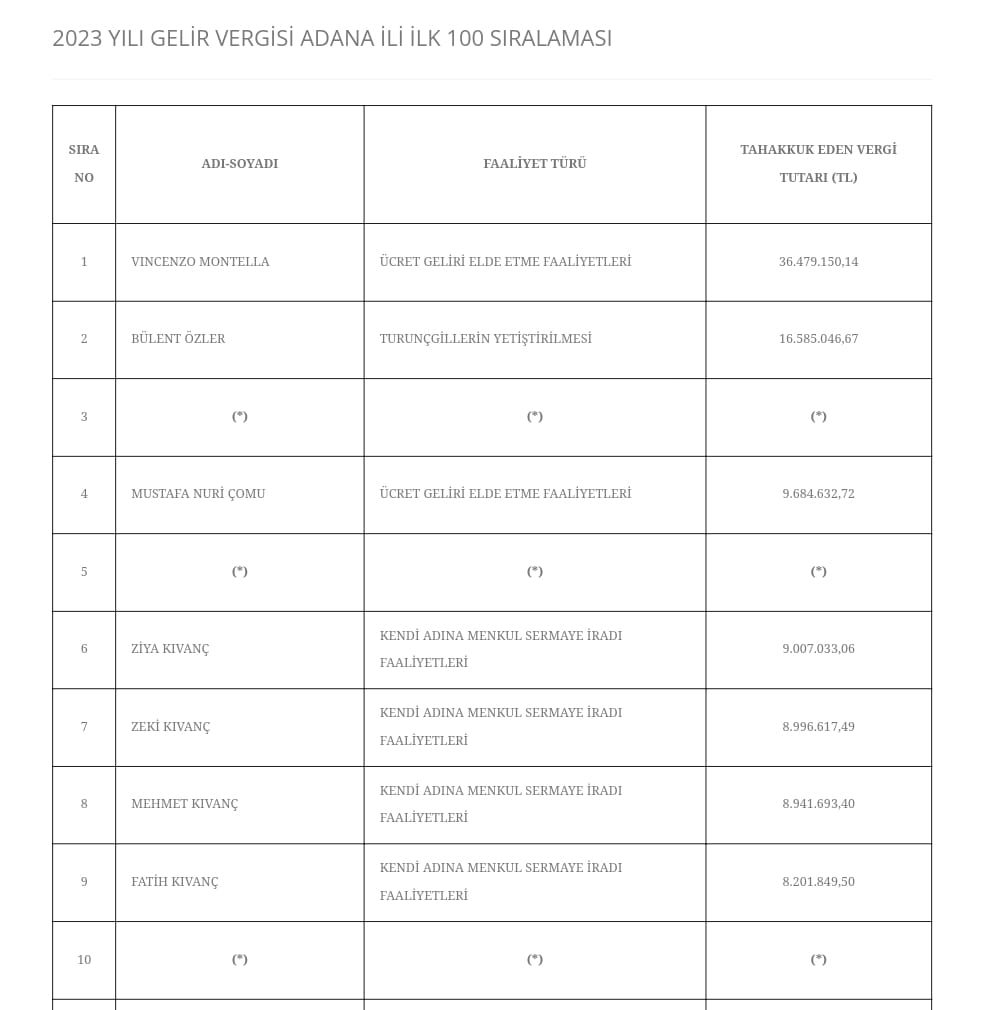 2023 YILI GELİR VERGİSİ ADANA İLİ İLK 100 SIRALAMASI
SIRA NO ADI-SOYADI FAALİYET TÜRÜ TAHAKKUK EDEN VERGİ TUTARI (TL)
1 VINCENZO MONTELLA ÜCRET GELİRİ ELDE ETME FAALİYETLERİ 36.479.150,14
2 BÜLENT ÖZLER TURUNÇGİLLERİN YETİŞTİRİLMESİ 16.585.046,67
3 (*) (*) (*)
4 MUSTAFA NURİ ÇOMU ÜCRET GELİRİ ELDE ETME FAALİYETLERİ 9.684.632,72
5 (*) (*) (*)
6 ZİYA KIVANÇ KENDİ ADINA MENKUL SERMAYE İRADI FAALİYETLERİ 9.007.033,06
7 ZEKİ KIVANÇ KENDİ ADINA MENKUL SERMAYE İRADI FAALİYETLERİ 8.996.617,49
8 MEHMET KIVANÇ KENDİ ADINA MENKUL SERMAYE İRADI FAALİYETLERİ 8.941.693,40
9 FATİH KIVANÇ KENDİ ADINA MENKUL SERMAYE İRADI FAALİYETLERİ 8.201.849,50
10 (*) (*) (*)